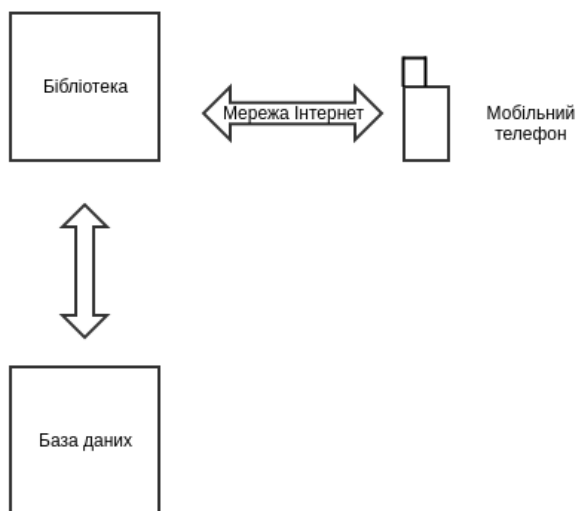 Бібліотека
Мережа Інтернет
Мобільний
телефон
База даних